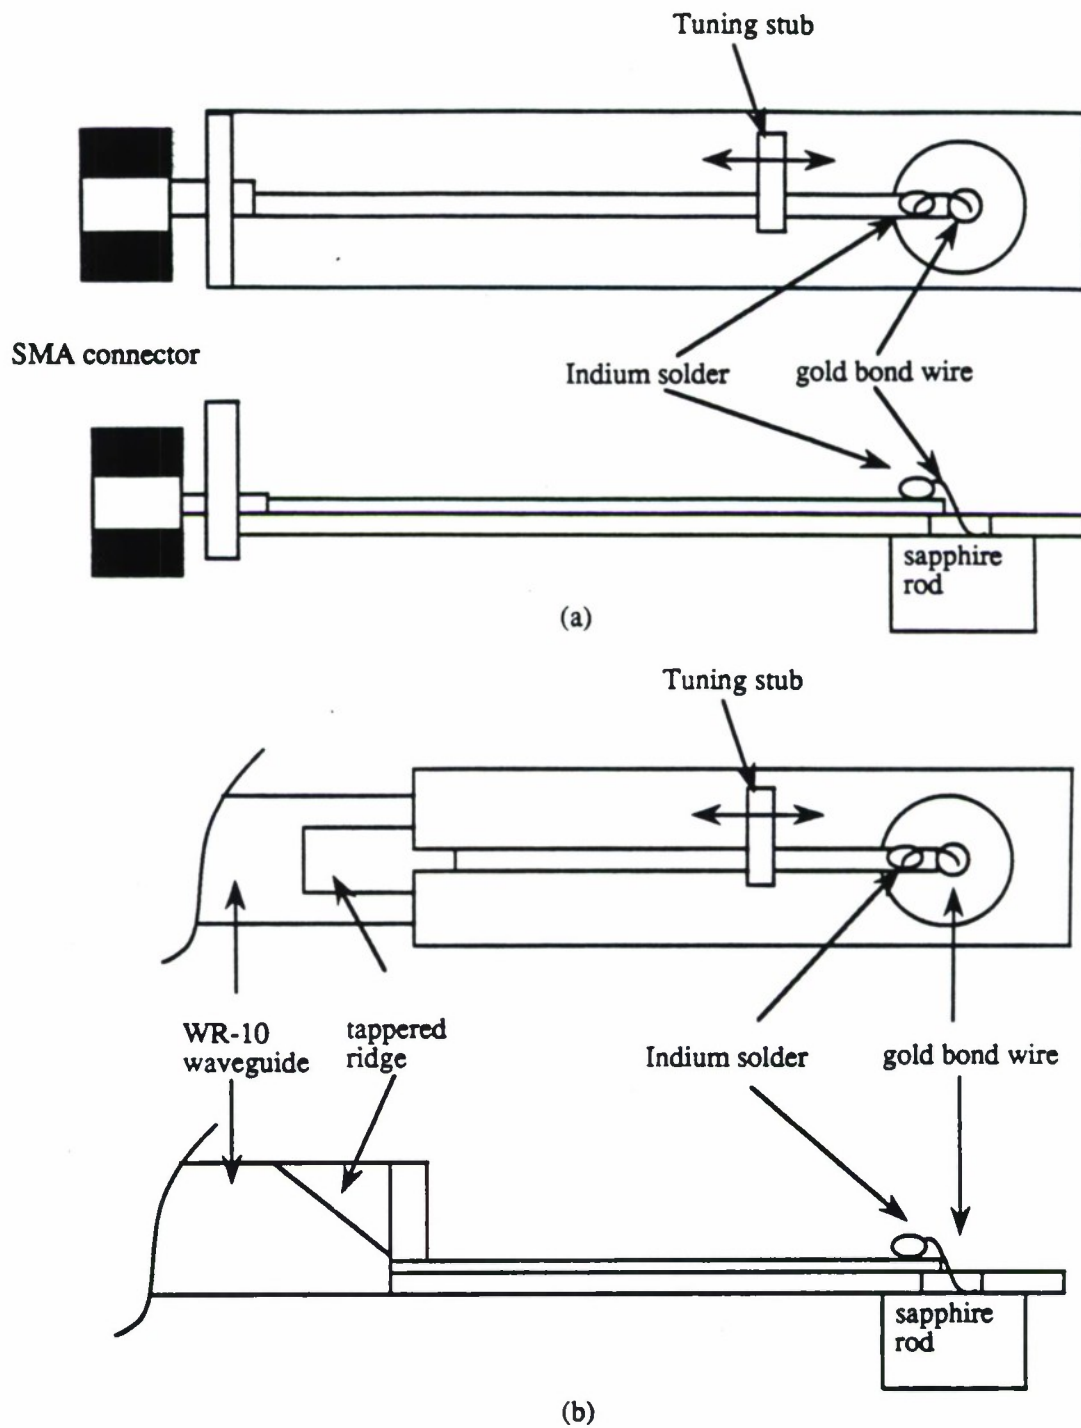 Tuning stub
SMA connector
Indium solder
gold bond wire
sapphire
rod
(a)
Tuning stub
WR-10
waveguide
tappered
ridge
Indium solder
gold bond wire
sapphire
rod
(b)